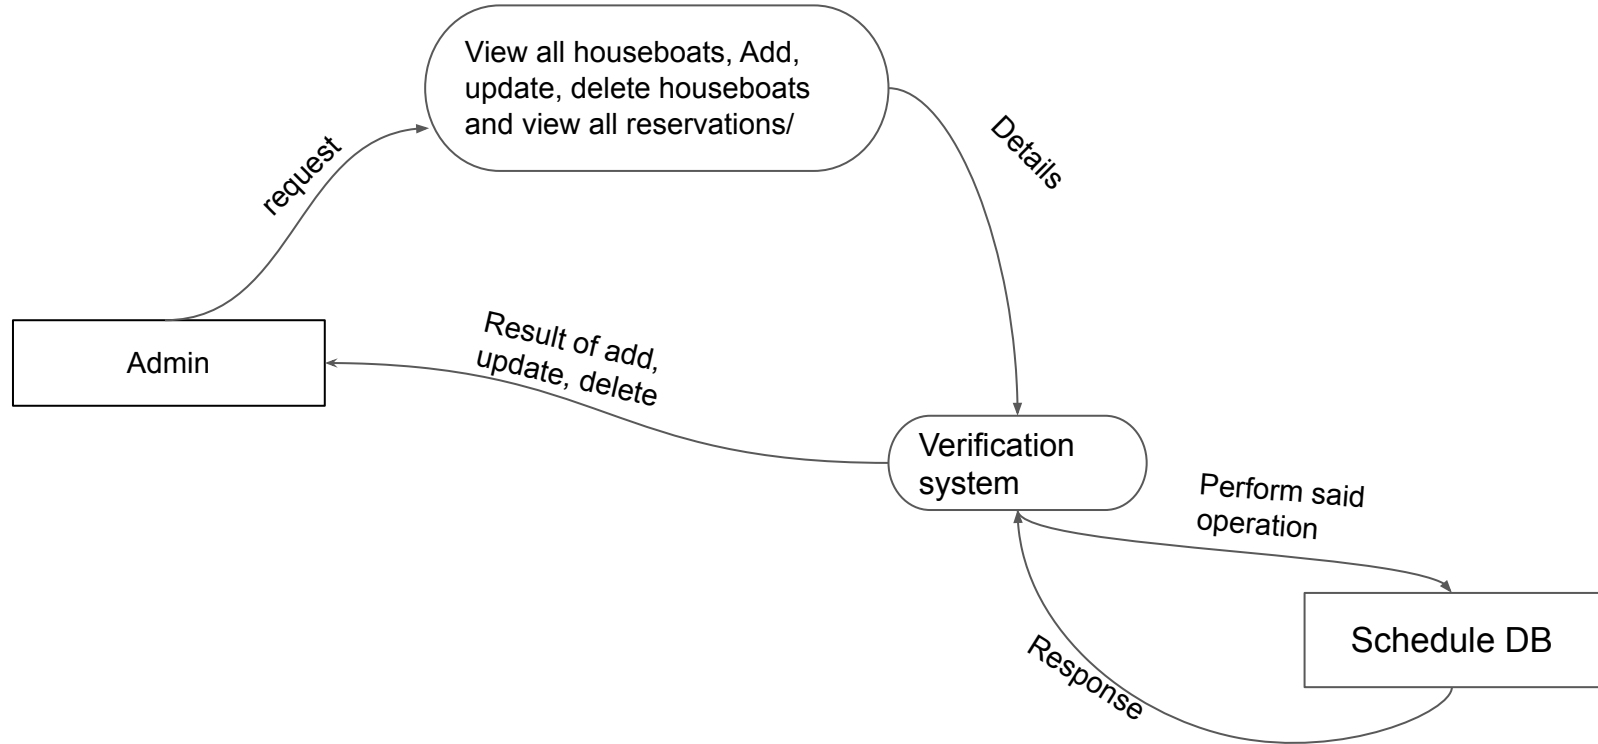 View all houseboats, Add,
update, delete houseboats
and view all reservations/
request
Details
Admin
Result of add,
update, delete
Verification
system
Perform said
operation
Schedule DB
Response